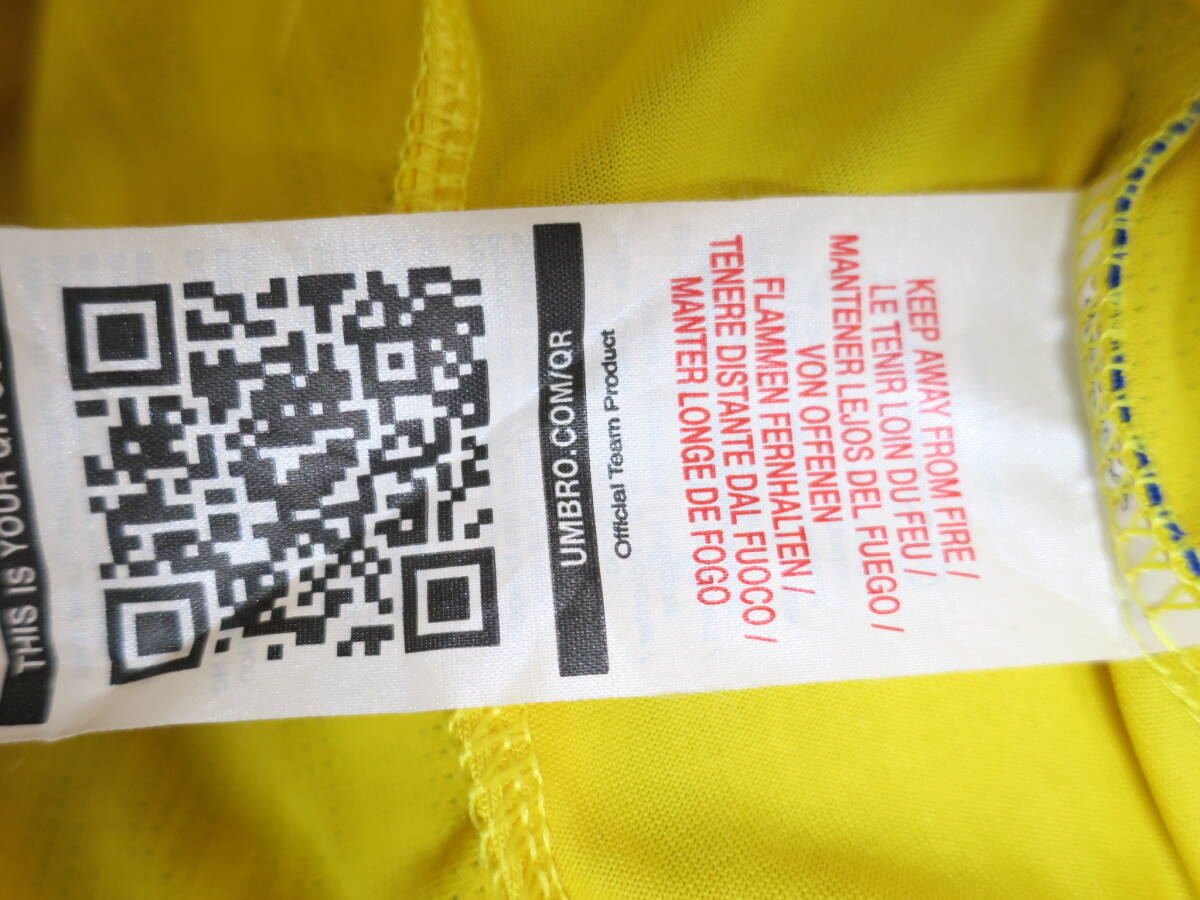 THIS IS YOUR
UMBRO.COM/QR
Official Team Product
KEEP AWAY FROM FIRE /
LE TENIR LOIN DU FEU /
MANTENER LEJOS DEL FUEGO /
VON OFFENEN
FLAMMEN FERNHALTEN /
TENERE DISTANTE DAL FUOCO /
MANTER LONGE DE FOGO